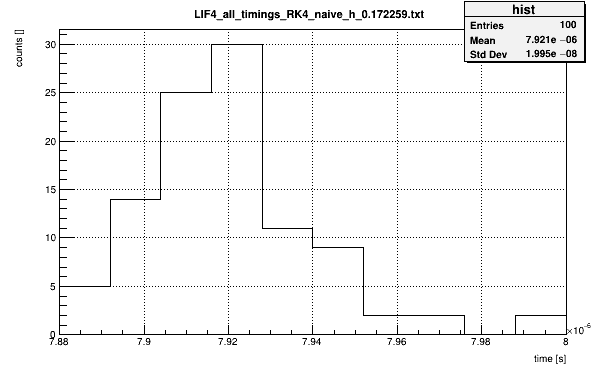 LIF4_all_timings_RK4_naive_h_0.172259.txt
hist
Entries 100
Mean 7.921e −06
Std Dev 1.995e −08
counts []
30
25
20
15
10
5
0
7.88 7.9 7.92 7.94 7.96 7.98 8
×10⁻⁶
time [s]